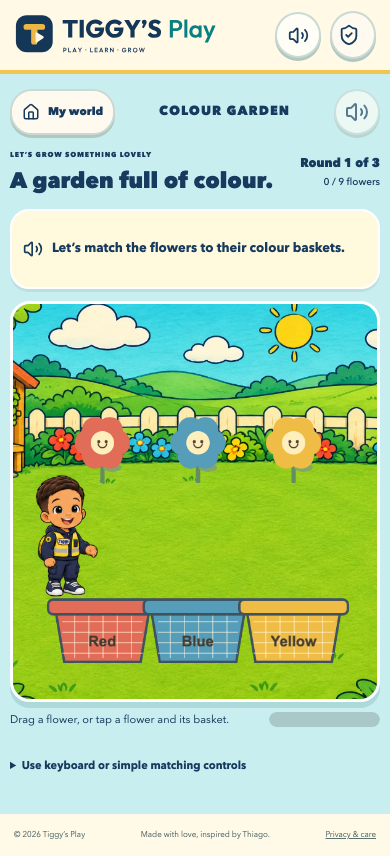 TIGGY'S Play
PLAY · LEARN · GROW
My world
COLOUR GARDEN
LET'S GROW SOMETHING LOVELY
A garden full of colour.
Round 1 of 3
0 / 9 flowers
Let's match the flowers to their colour baskets.
Red
Blue
Yellow
Drag a flower, or tap a flower and its basket.
Use keyboard or simple matching controls
© 2026 Tiggy's Play
Made with love, inspired by Thiago.
Privacy & care